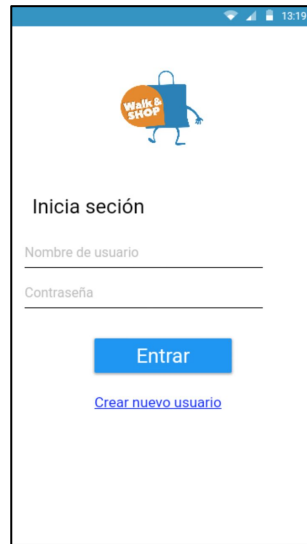 13:19
Walk &
SHOP
Inicia seción
Nombre de usuario
Contraseña
Entrar
Crear nuevo usuario